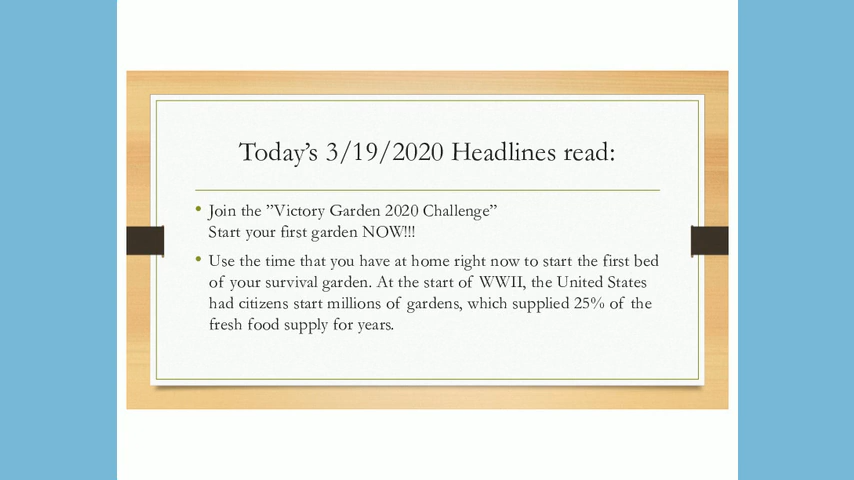 Today’s 3/19/2020 Headlines read:
• Join the ”Victory Garden 2020 Challenge”
Start your first garden NOW!!!
• Use the time that you have at home right now to start the first bed
of your survival garden. At the start of WWII, the United States
had citizens start millions of gardens, which supplied 25% of the
fresh food supply for years.